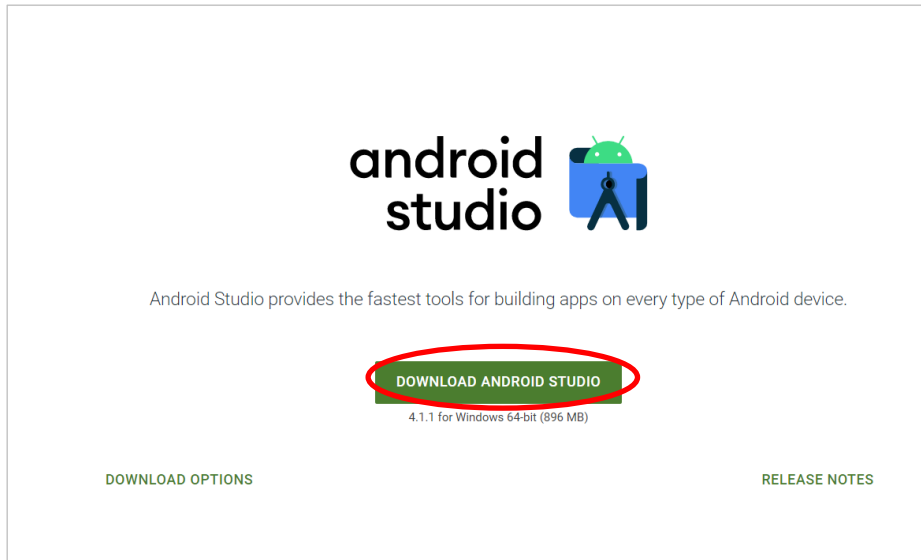 android
studio
Android Studio provides the fastest tools for building apps on every type of Android device.
DOWNLOAD ANDROID STUDIO
4.1.1 for Windows 64-bit (896 MB)
DOWNLOAD OPTIONS
RELEASE NOTES